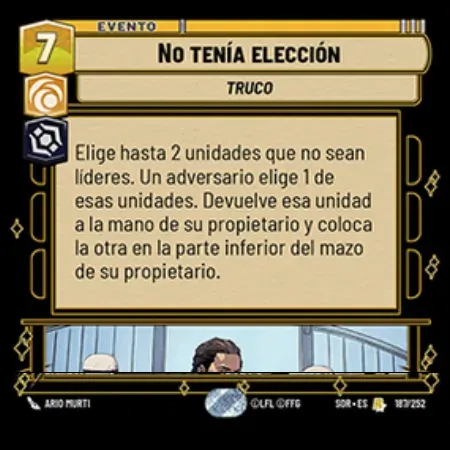 EVENTO
7
NO TENÍA ELECCIÓN
TRUCO
Elige hasta 2 unidades que no sean
líderes. Un adversario elige 1 de
esas unidades. Devuelve esa unidad
a la mano de su propietario y coloca
la otra en la parte inferior del mazo
de su propietario.
ARIO MURTI
©LFL ©FFG
SOR • ES
187/252